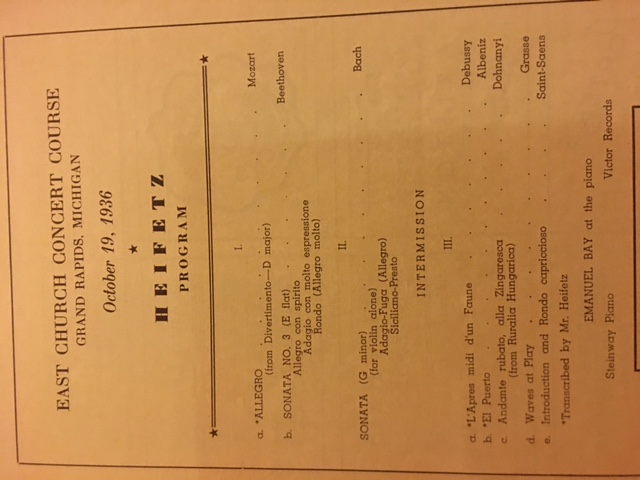 EAST CHURCH CONCERT COURSE
GRAND RAPIDS, MICHIGAN
October 19, 1936
★
HEIFETZ
PROGRAM
I.
a. *ALLEGRO . . . . . . . . Mozart
(from Divertimento—D major)
b. SONATA NO. 3 (E flat) . . . . . . . Beethoven
Allegro con spirito
Adagio con molto espressione
Rondo (Allegro molto)
II.
SONATA (G minor) . . . . . . . . Bach
(for violin alone)
Adagio-Fuga (Allegro)
Siciliano-Presto
INTERMISSION
III.
a. *L'Apres midi d'un Faune . . . . . . Debussy
b. *El Puerto . . . . . . . . Albeniz
c. Andante rubato, alla Zingaresca . . . . . Dohnanyi
(from Ruralia Hungarica)
d. Waves at Play . . . . . . . . Grasse
e. Introduction and Rondo capriccioso . . . . Saint-Saens
*Transcribed by Mr. Heifetz
EMANUEL BAY at the piano
Steinway Piano Victor Records